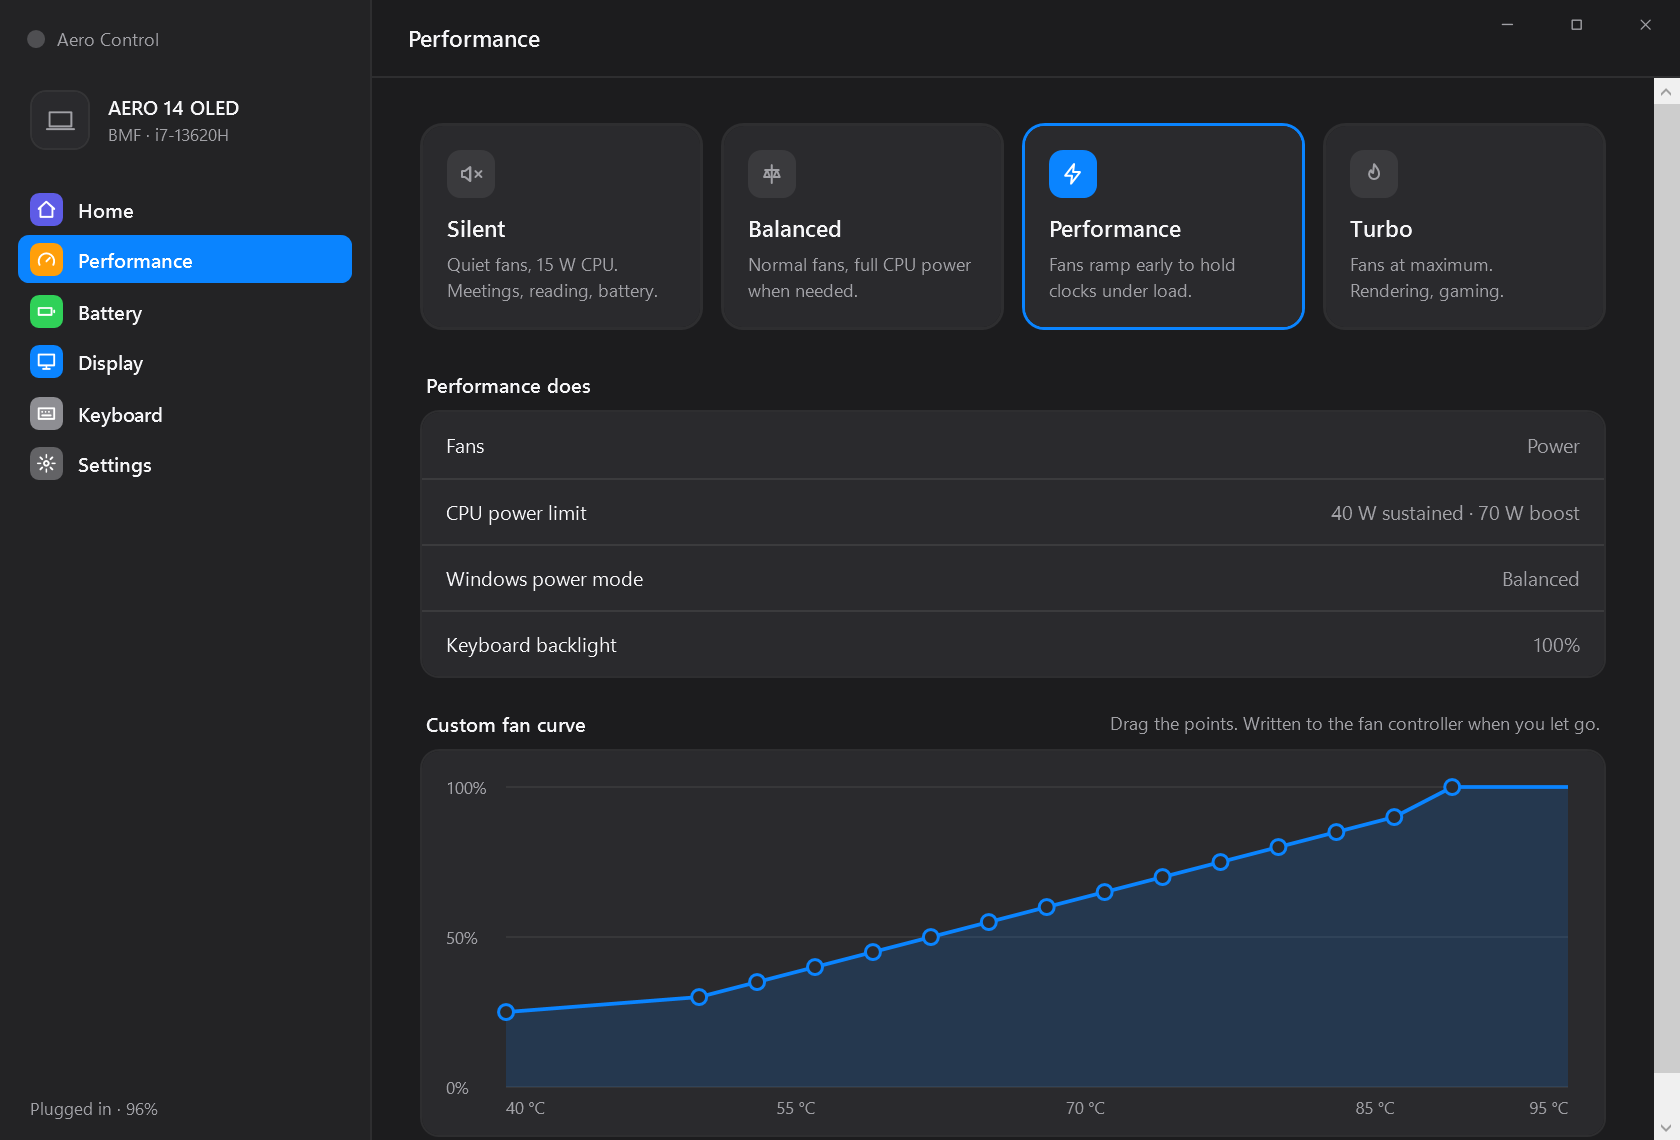 Aero Control
AERO 14 OLED
BMF · i7-13620H
Home
Performance
Battery
Display
Keyboard
Settings
Plugged in · 96%
Performance
Silent
Quiet fans, 15 W CPU.
Meetings, reading, battery.
Balanced
Normal fans, full CPU power
when needed.
Performance
Fans ramp early to hold
clocks under load.
Turbo
Fans at maximum.
Rendering, gaming.
Performance does
Fans Power
CPU power limit 40 W sustained · 70 W boost
Windows power mode Balanced
Keyboard backlight 100%
Custom fan curve Drag the points. Written to the fan controller when you let go.
100%
50%
0%
40 °C 55 °C 70 °C 85 °C 95 °C